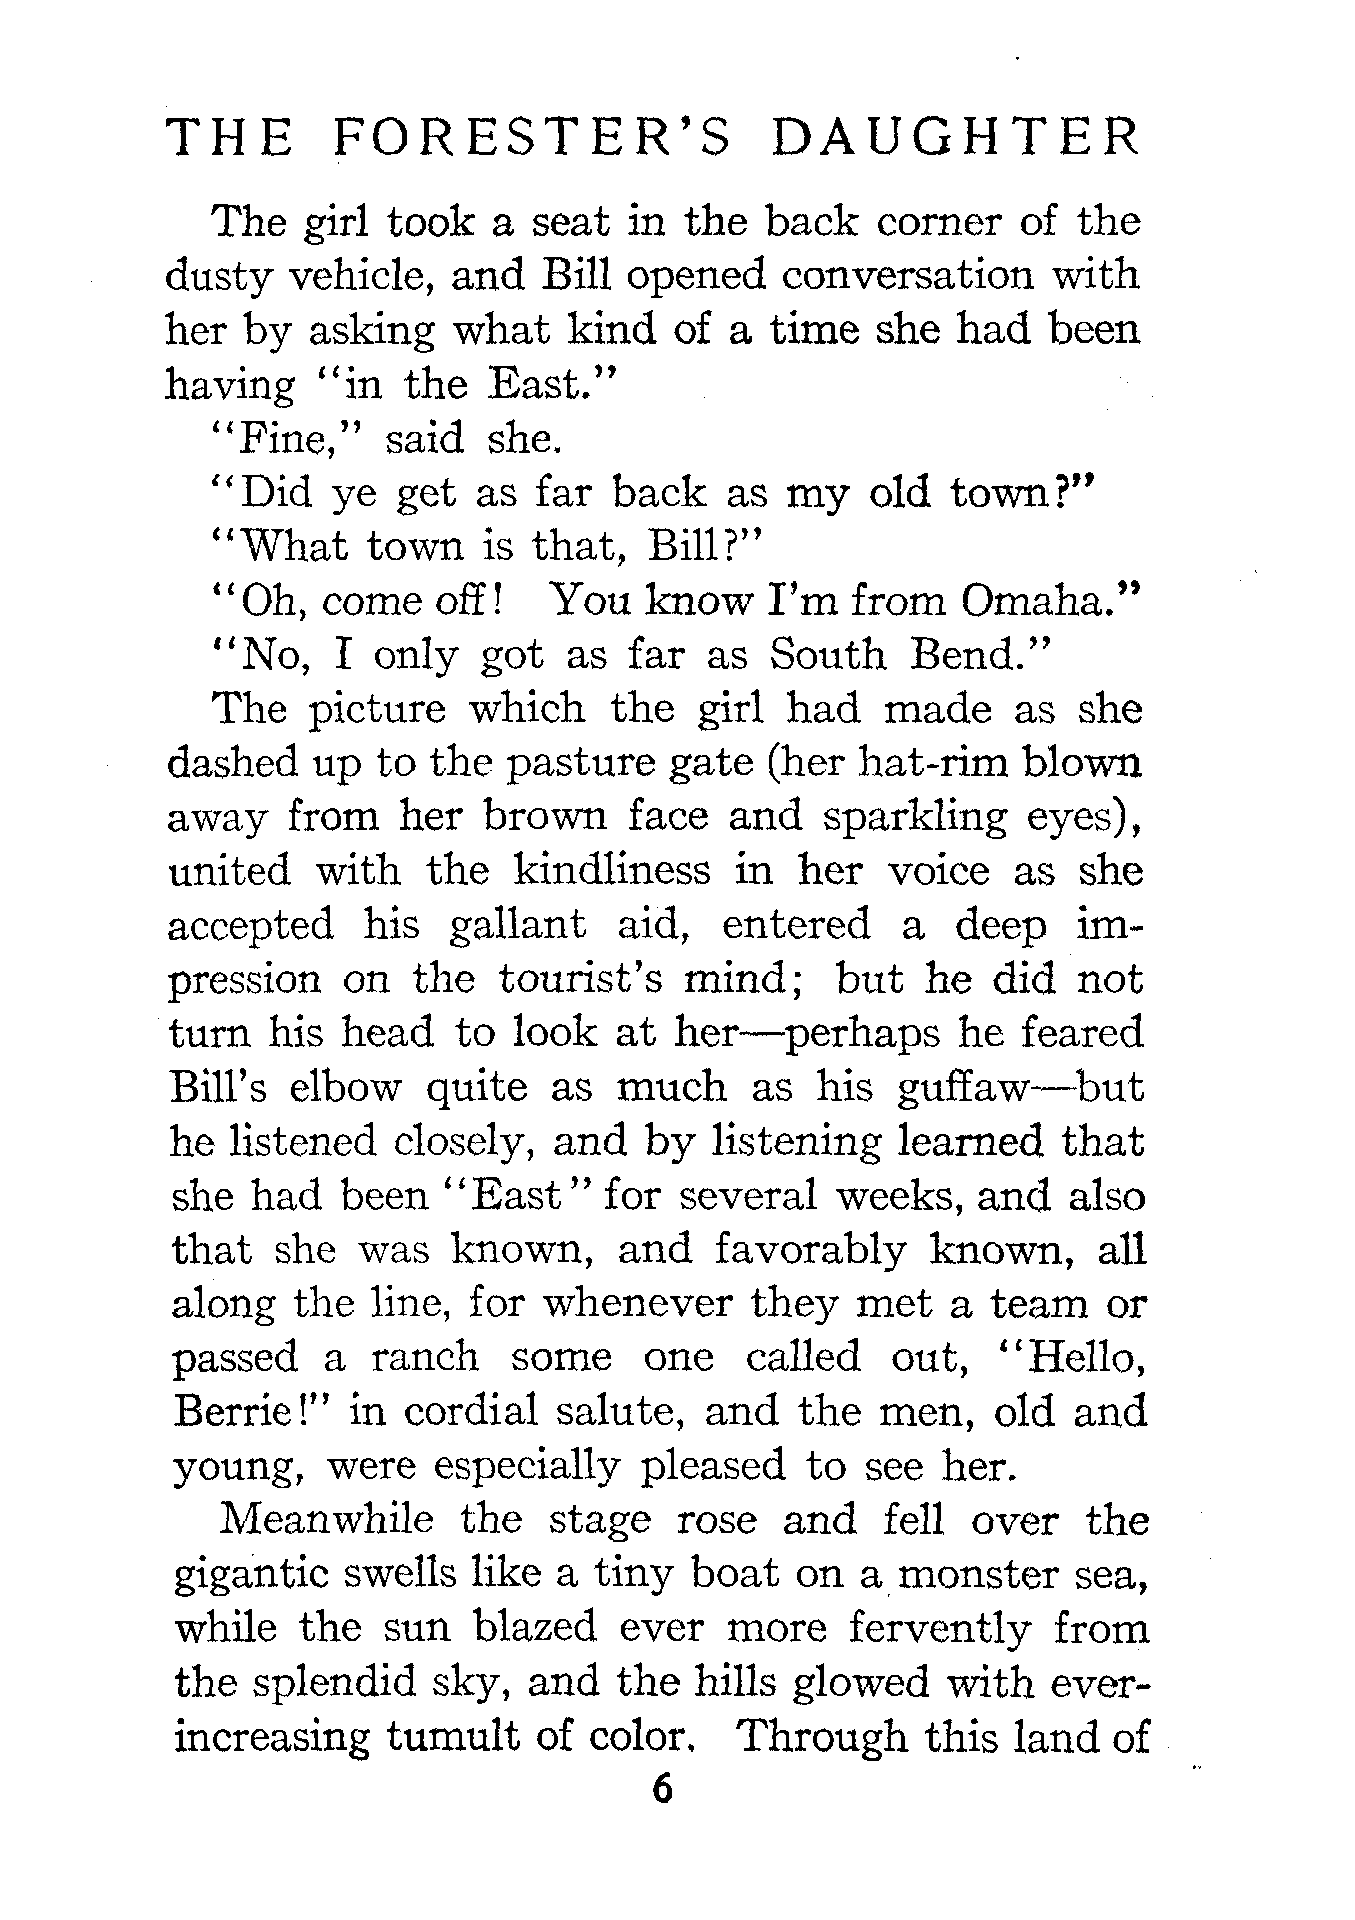 THE FORESTER'S DAUGHTER
The girl took a seat in the back corner of the
dusty vehicle, and Bill opened conversation with
her by asking what kind of a time she had been
having "in the East."
"Fine," said she.
"Did ye get as far back as my old town?"
"What town is that, Bill?"
"Oh, come off! You know I'm from Omaha."
"No, I only got as far as South Bend."
The picture which the girl had made as she
dashed up to the pasture gate (her hat-rim blown
away from her brown face and sparkling eyes),
united with the kindliness in her voice as she
accepted his gallant aid, entered a deep im-
pression on the tourist's mind; but he did not
turn his head to look at her—perhaps he feared
Bill's elbow quite as much as his guffaw—but
he listened closely, and by listening learned that
she had been "East" for several weeks, and also
that she was known, and favorably known, all
along the line, for whenever they met a team or
passed a ranch some one called out, "Hello,
Berrie!" in cordial salute, and the men, old and
young, were especially pleased to see her.
Meanwhile the stage rose and fell over the
gigantic swells like a tiny boat on a monster sea,
while the sun blazed ever more fervently from
the splendid sky, and the hills glowed with ever-
increasing tumult of color. Through this land of
6